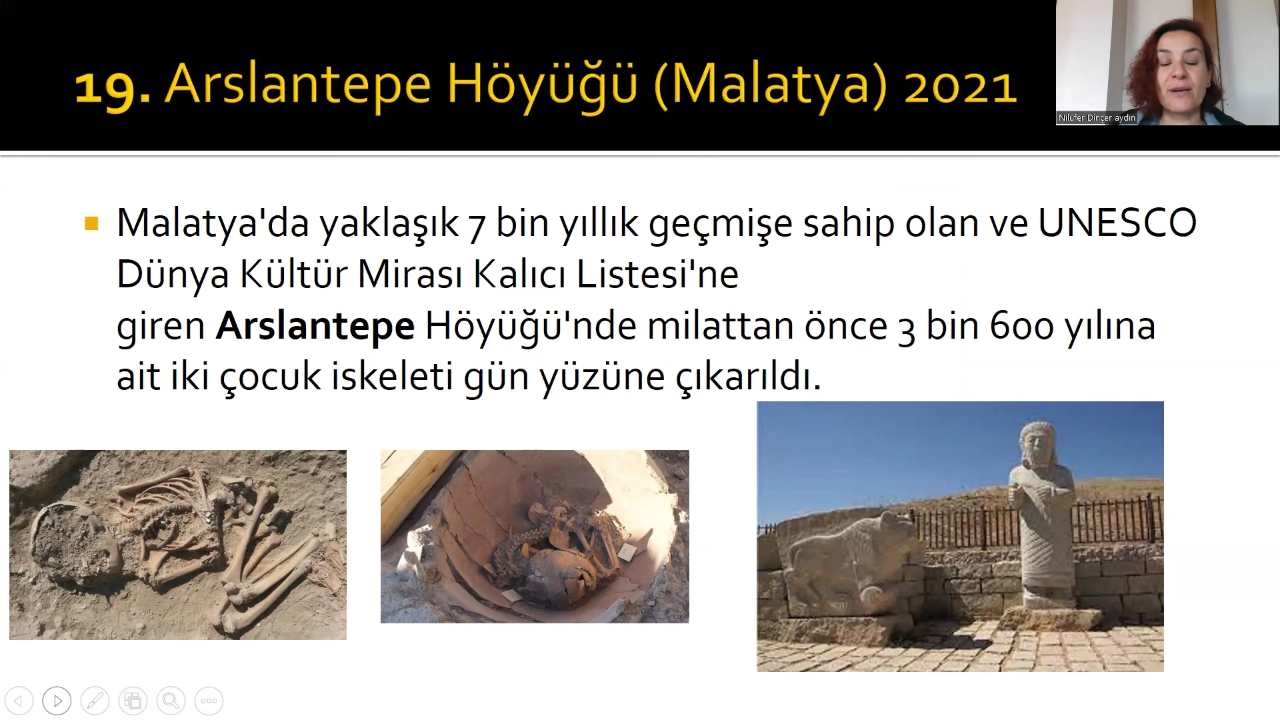 19. Arslantepe Höyüğü (Malatya) 2021
Nilüfer Dinçer aydın
Malatya'da yaklaşık 7 bin yıllık geçmişe sahip olan ve UNESCO
Dünya Kültür Mirası Kalıcı Listesi'ne
giren Arslantepe Höyüğü'nde milattan önce 3 bin 600 yılına
ait iki çocuk iskeleti gün yüzüne çıkarıldı.